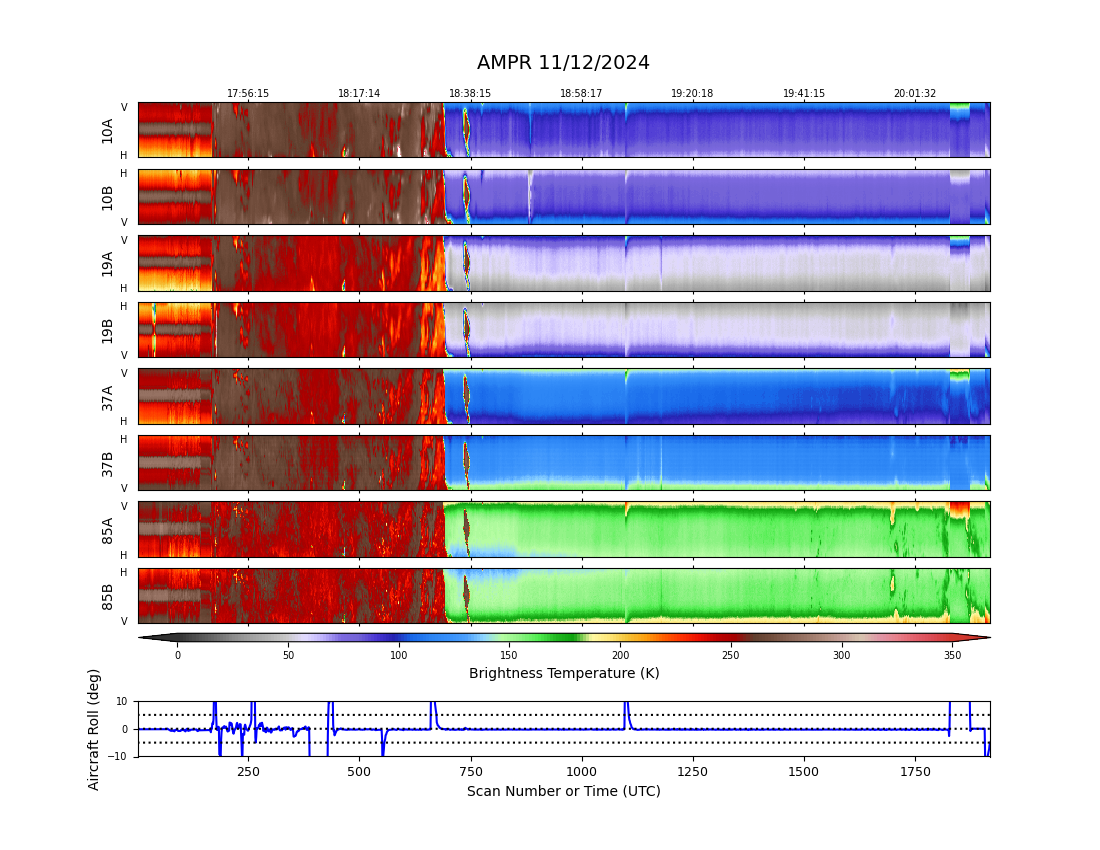 AMPR 11/12/2024
17:56:15 18:17:14 18:38:15 18:58:17 19:20:18 19:41:15 20:01:32
V
10A
H
H
10B
V
V
19A
H
H
19B
V
V
37A
H
H
37B
V
V
85A
H
H
85B
V
0 50 100 150 200 250 300 350
Brightness Temperature (K)
Aircraft Roll (deg)
10
0
−10
250 500 750 1000 1250 1500 1750
Scan Number or Time (UTC)